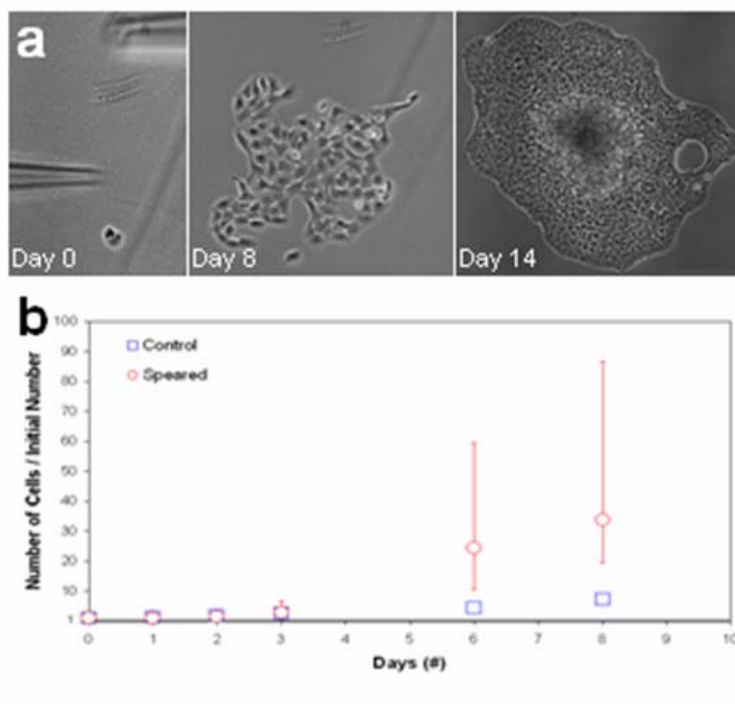 a
Day 0
Day 8
Day 14
b
Number of Cells / Initial Number
100
90
80
70
60
50
40
30
20
10
1
Control
Speared
0 1 2 3 4 5 6 7 8 9 10
Days (#)